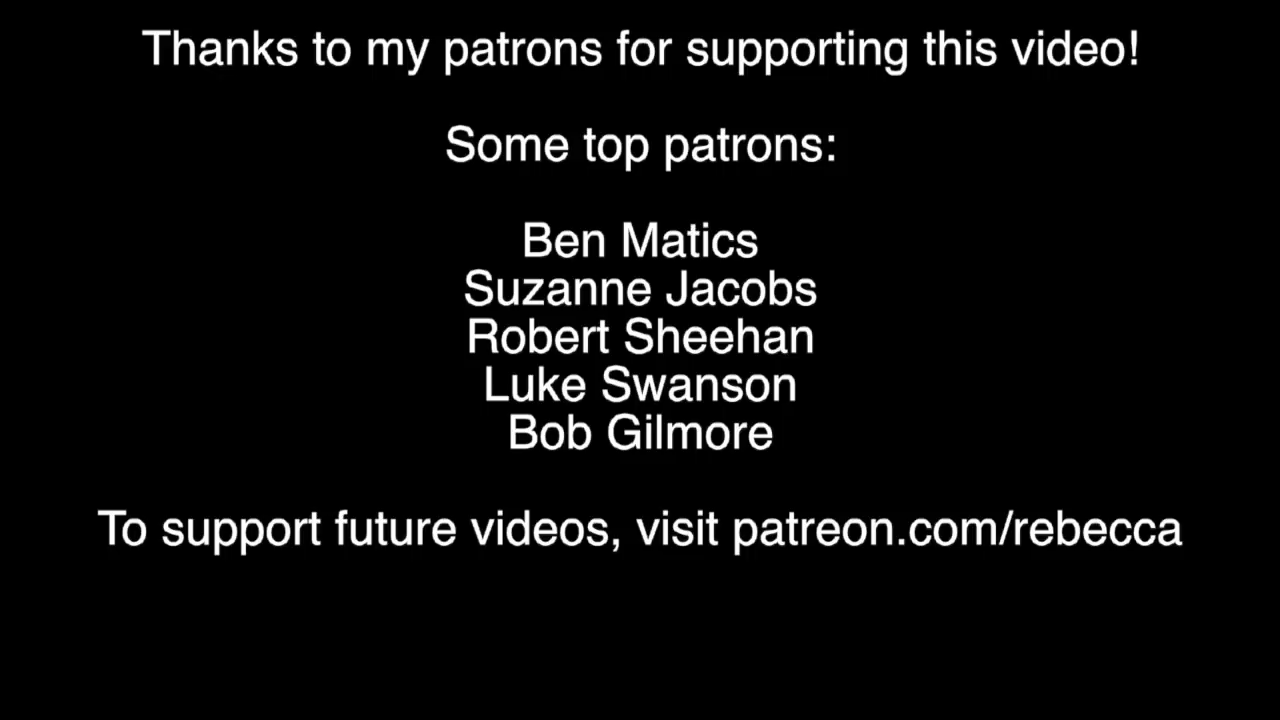 Thanks to my patrons for supporting this video!
Some top patrons:
Ben Matics
Suzanne Jacobs
Robert Sheehan
Luke Swanson
Bob Gilmore
To support future videos, visit patreon.com/rebecca